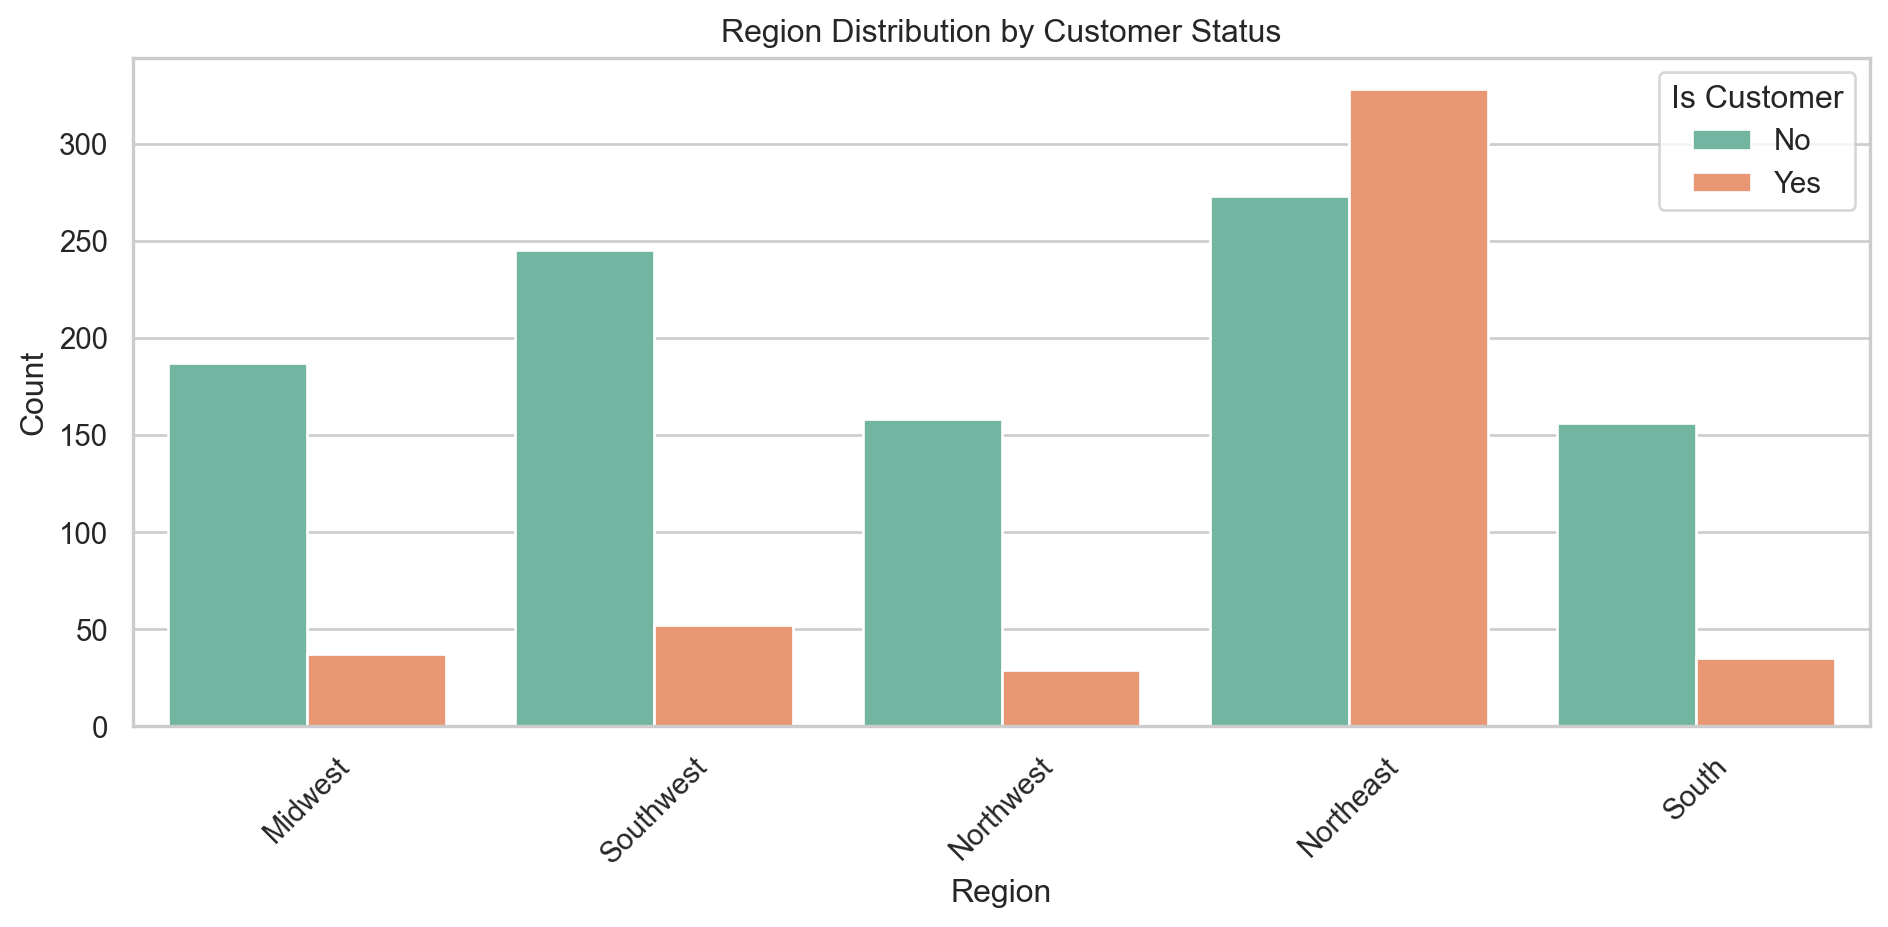 Region Distribution by Customer Status
Is Customer
No
Yes
Count
300
250
200
150
100
50
0
Midwest
Southwest
Northwest
Northeast
South
Region